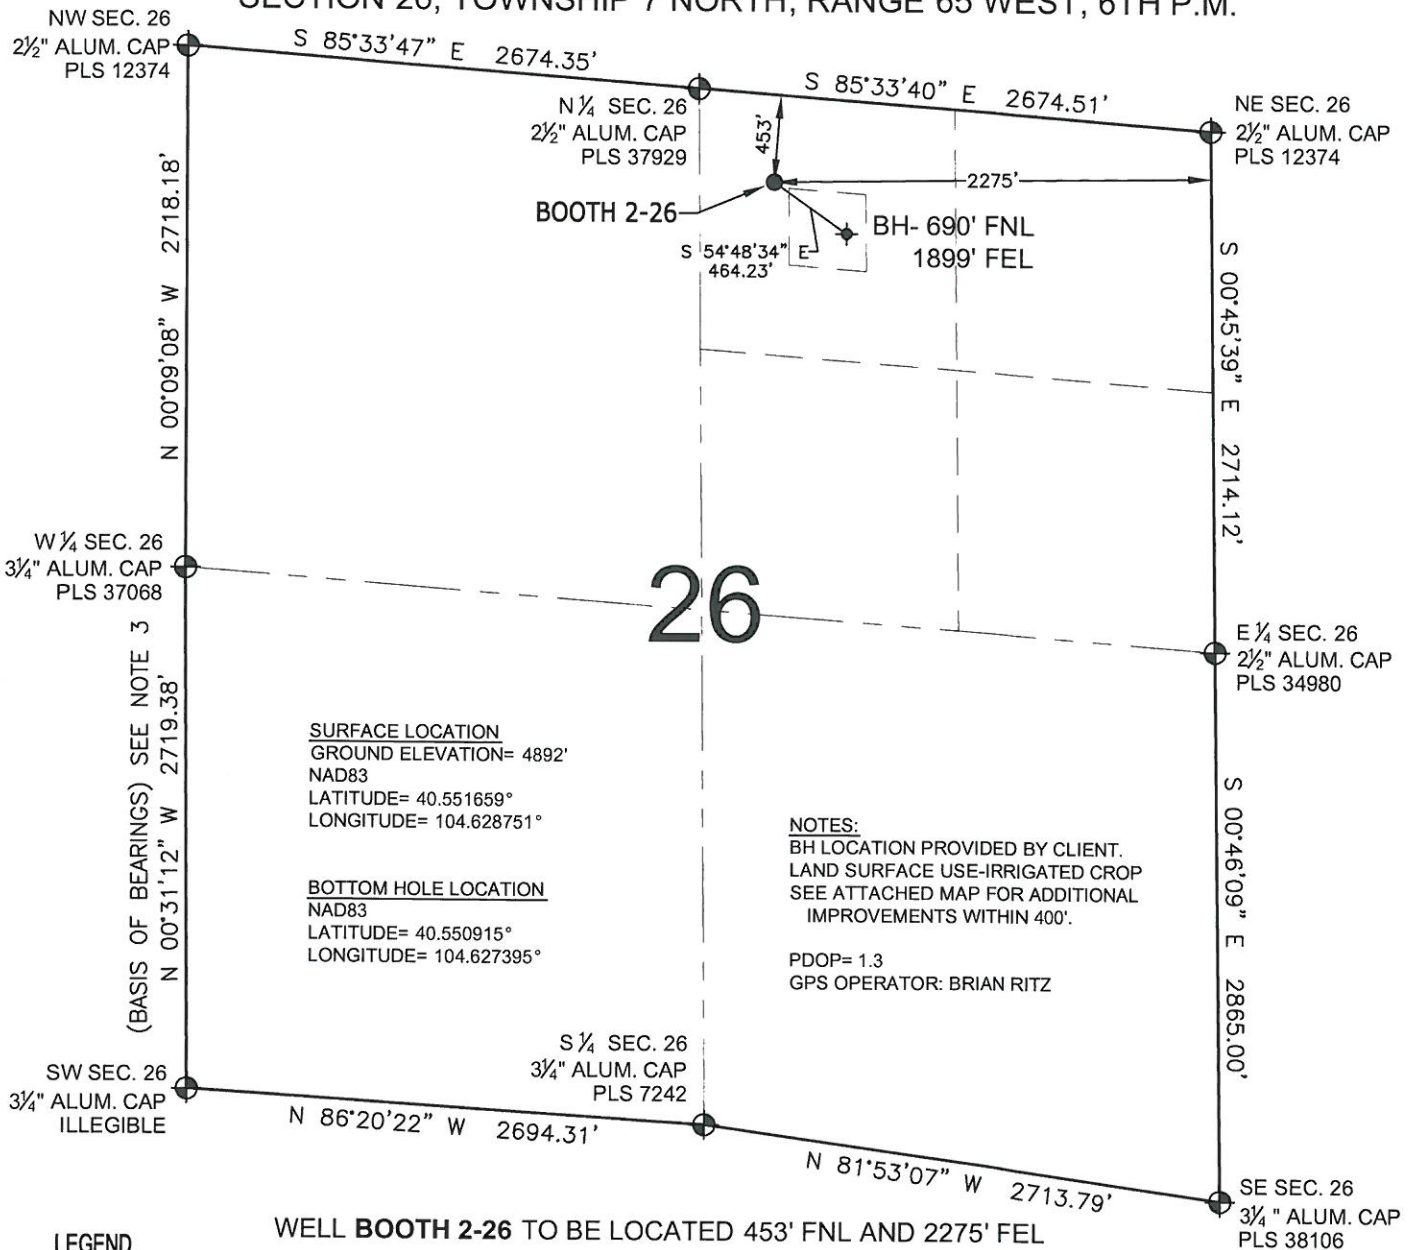 SECTION 26, TOWNSHIP 7 NORTH, RANGE 65 WEST, 6TH P.M.
NW SEC. 26
2½" ALUM. CAP
PLS 12374
S 85°33'47" E 2674.35'
S 85°33'40" E 2674.51'
N ¼ SEC. 26
2½" ALUM. CAP
PLS 37929
NE SEC. 26
2½" ALUM. CAP
PLS 12374
453'
2275'
BOOTH 2-26
BH- 690' FNL
1899' FEL
S 54°48'34" E
464.23'
N 00°09'08" W 2718.18'
S 00°45'39" E 2714.12'
W ¼ SEC. 26
3¼" ALUM. CAP
PLS 37068
26
E ¼ SEC. 26
2½" ALUM. CAP
PLS 34980
(BASIS OF BEARINGS) SEE NOTE 3
N 00°31'12" W 2719.38'
SURFACE LOCATION
GROUND ELEVATION= 4892'
NAD83
LATITUDE= 40.551659°
LONGITUDE= 104.628751°
BOTTOM HOLE LOCATION
NAD83
LATITUDE= 40.550915°
LONGITUDE= 104.627395°
NOTES:
BH LOCATION PROVIDED BY CLIENT.
LAND SURFACE USE-IRRIGATED CROP
SEE ATTACHED MAP FOR ADDITIONAL
IMPROVEMENTS WITHIN 400'.
PDOP= 1.3
GPS OPERATOR: BRIAN RITZ
S 00°46'09" E 2865.00'
S ¼ SEC. 26
3¼" ALUM. CAP
PLS 7242
SW SEC. 26
3¼" ALUM. CAP
ILLEGIBLE
N 86°20'22" W 2694.31'
N 81°53'07" W 2713.79'
SE SEC. 26
3¼ " ALUM. CAP
PLS 38106
WELL BOOTH 2-26 TO BE LOCATED 453' FNL AND 2275' FEL
LEGEND